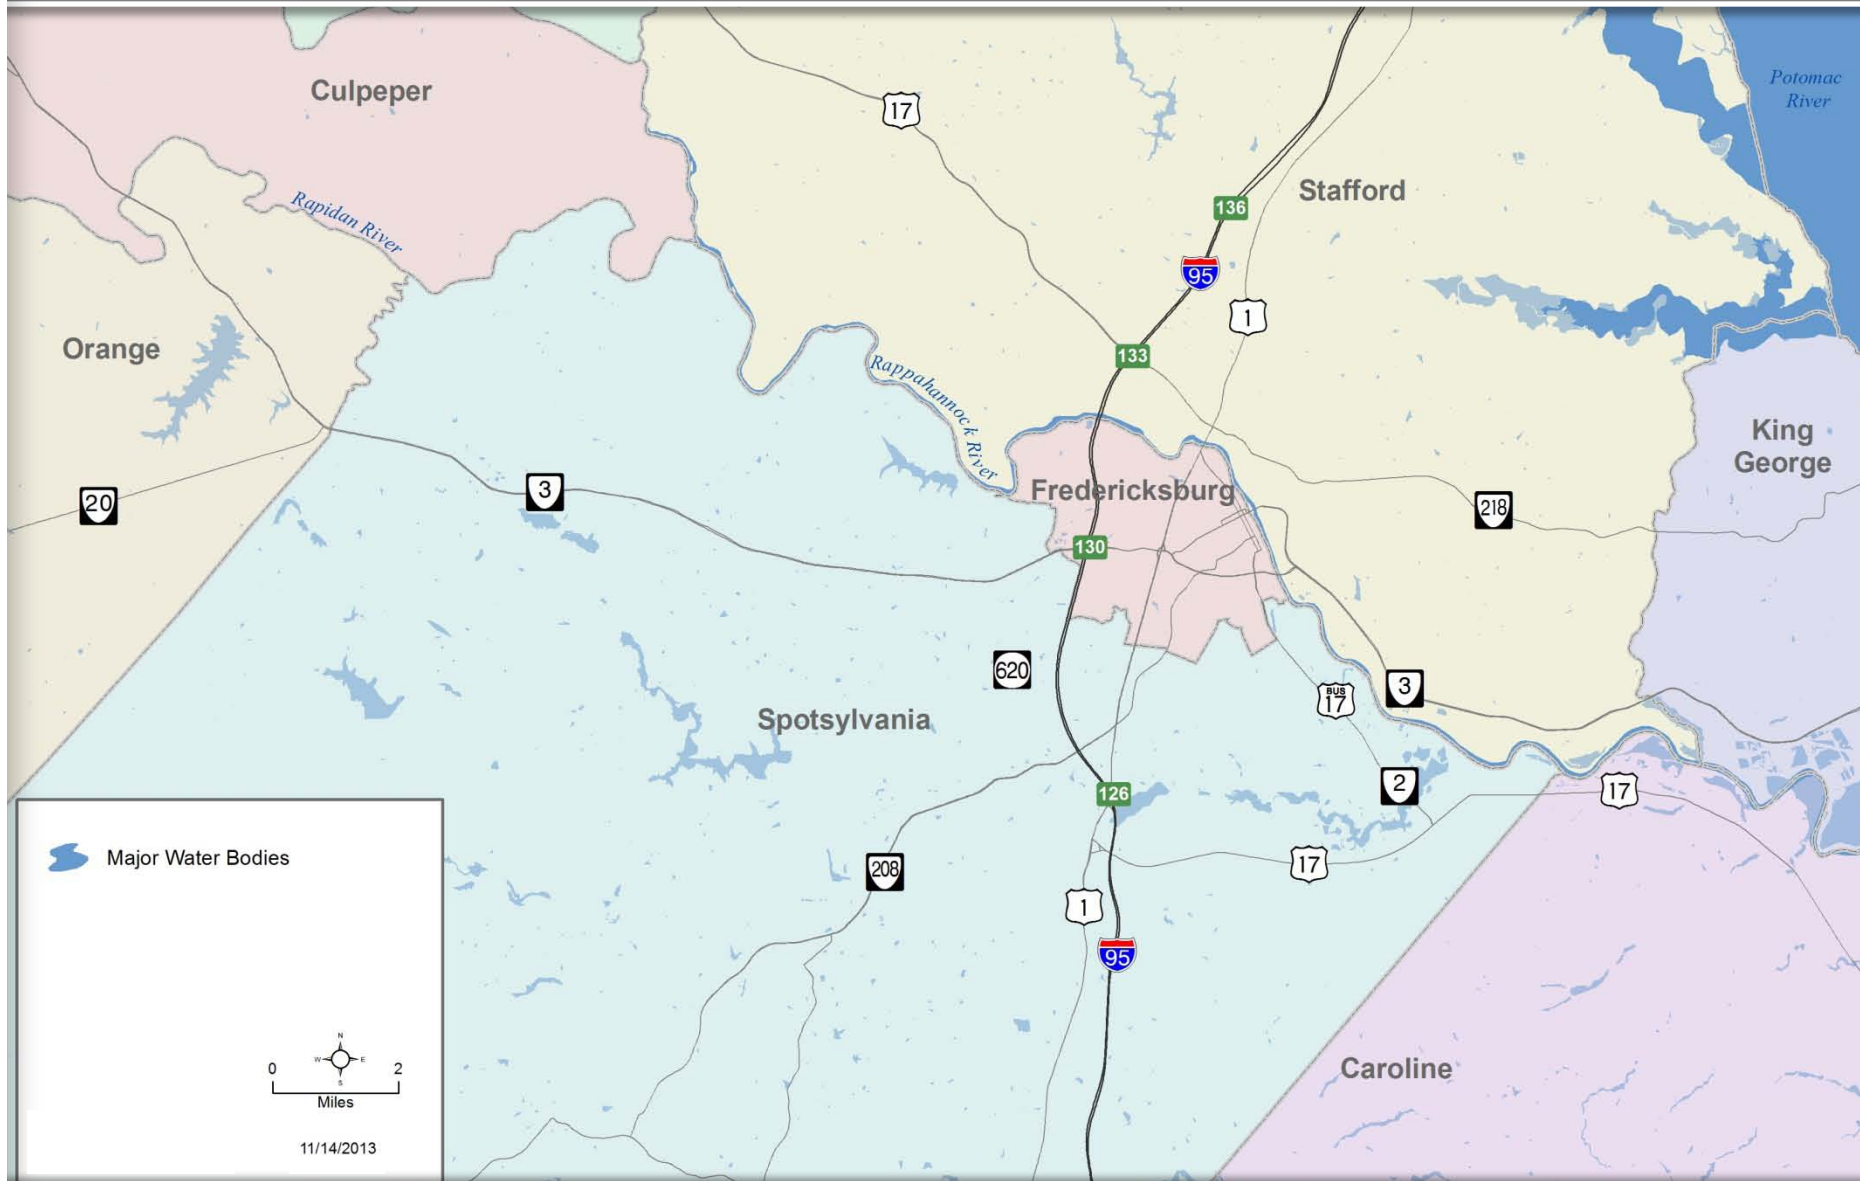 Culpeper
17
Potomac
River
136
Stafford
Rapidan River
95
1
Orange
133
Rappahannock River
King
George
3
Fredericksburg
20
218
130
620
3
BUS
17
Spotsylvania
126
2
17
Major Water Bodies
208
17
1
95
N
W
E
S
0
2
Miles
Caroline
11/14/2013